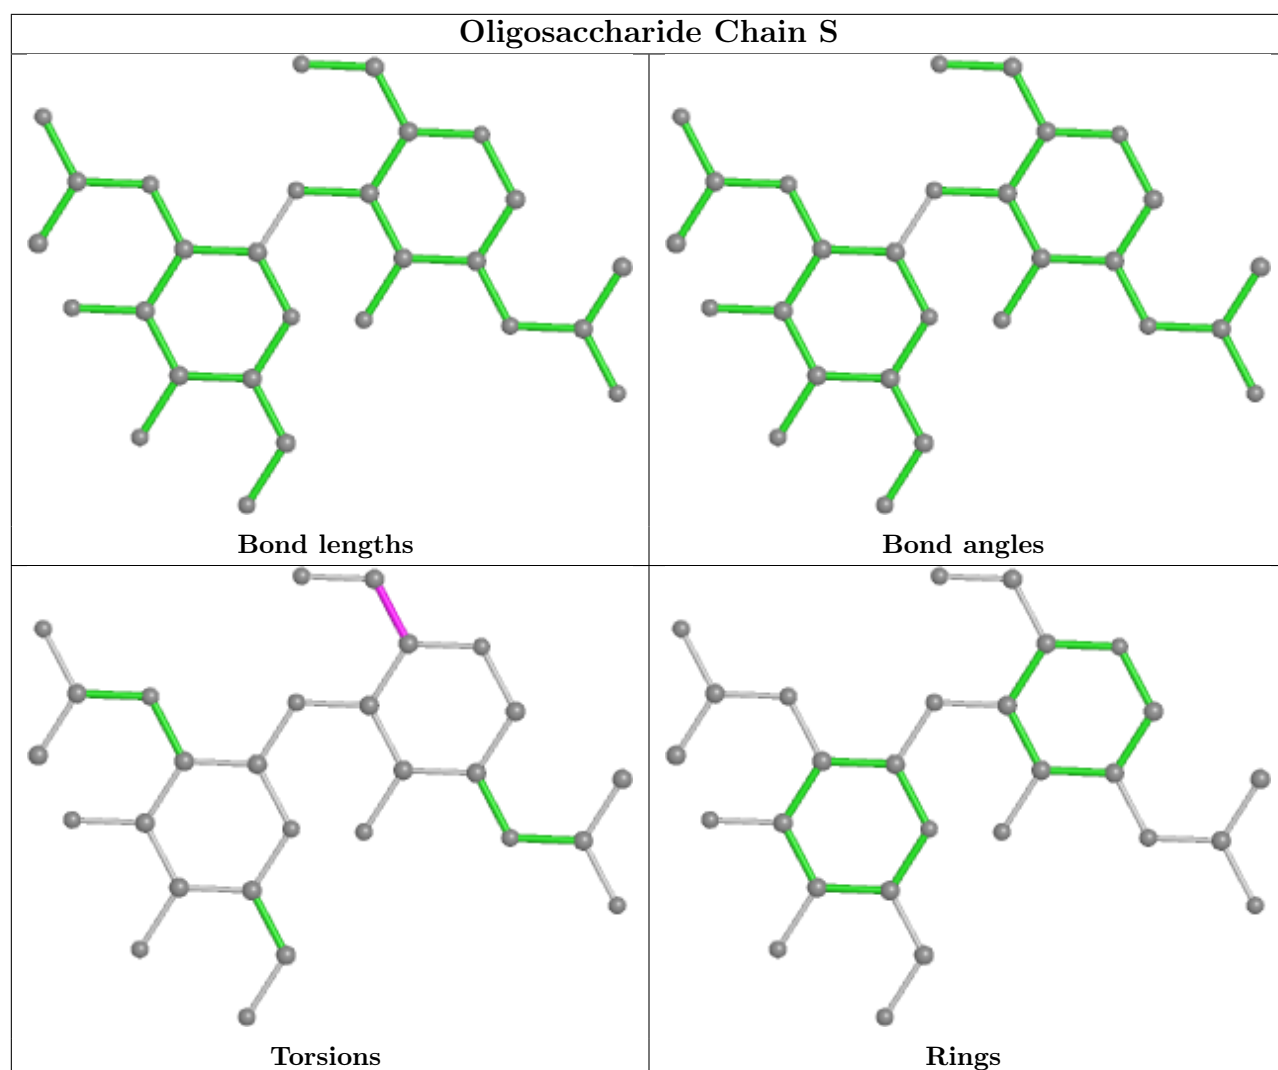 Oligosaccharide Chain S
Bond lengths
Bond angles
Torsions
Rings